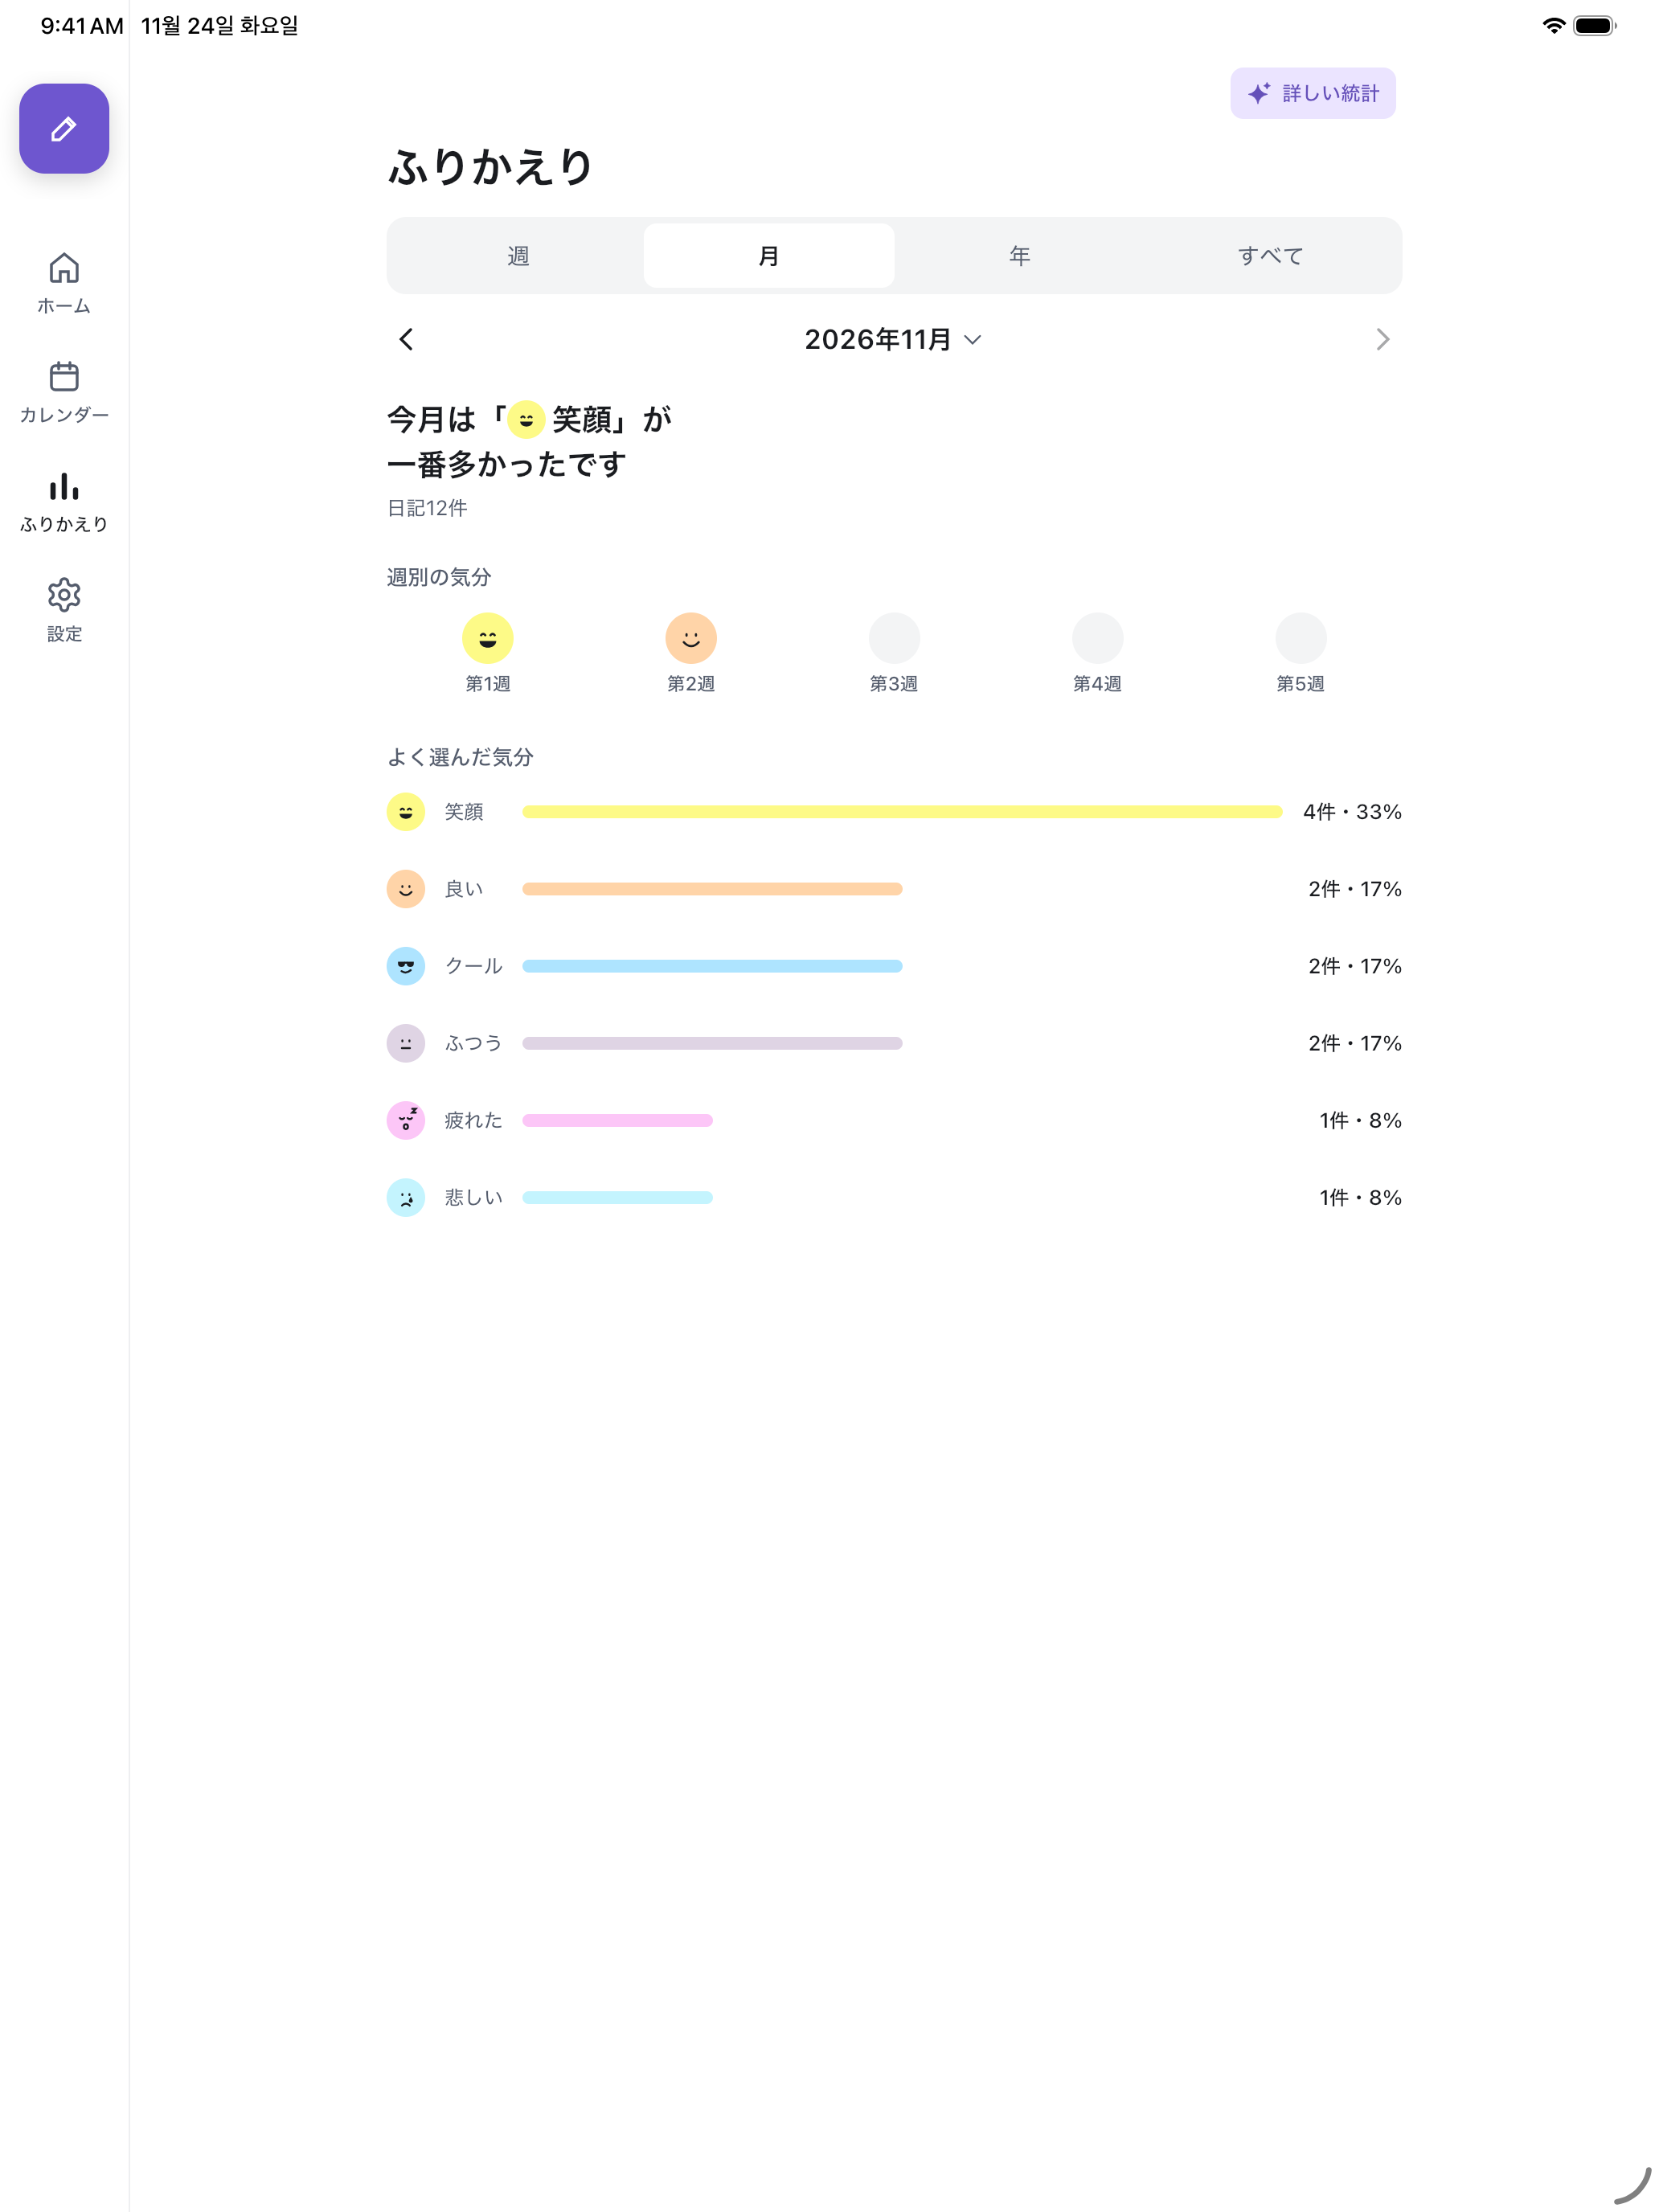 9:41 AM 11월 24일 화요일
詳しい統計
ホーム
カレンダー
ふりかえり
設定
ふりかえり
週 月 年 すべて
2026年11月
今月は「笑顔」が
一番多かったです
日記12件
週別の気分
第1週 第2週 第3週 第4週 第5週
よく選んだ気分
笑顔 4件・33%
良い 2件・17%
クール 2件・17%
ふつう 2件・17%
疲れた 1件・8%
悲しい 1件・8%